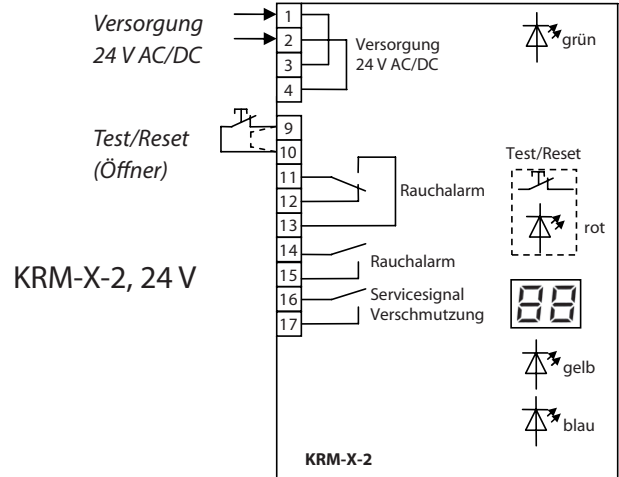 Versorgung
24 V AC/DC
1
2
3
4
Versorgung
24 V AC/DC
grün
Test/Reset
(Öffner)
9
10
11
12
13
Rauchalarm
Test/Reset
rot
KRM-X-2, 24 V
14
15
Rauchalarm
16
17
Servicesignal
Verschmutzung
88
gelb
blau
KRM-X-2